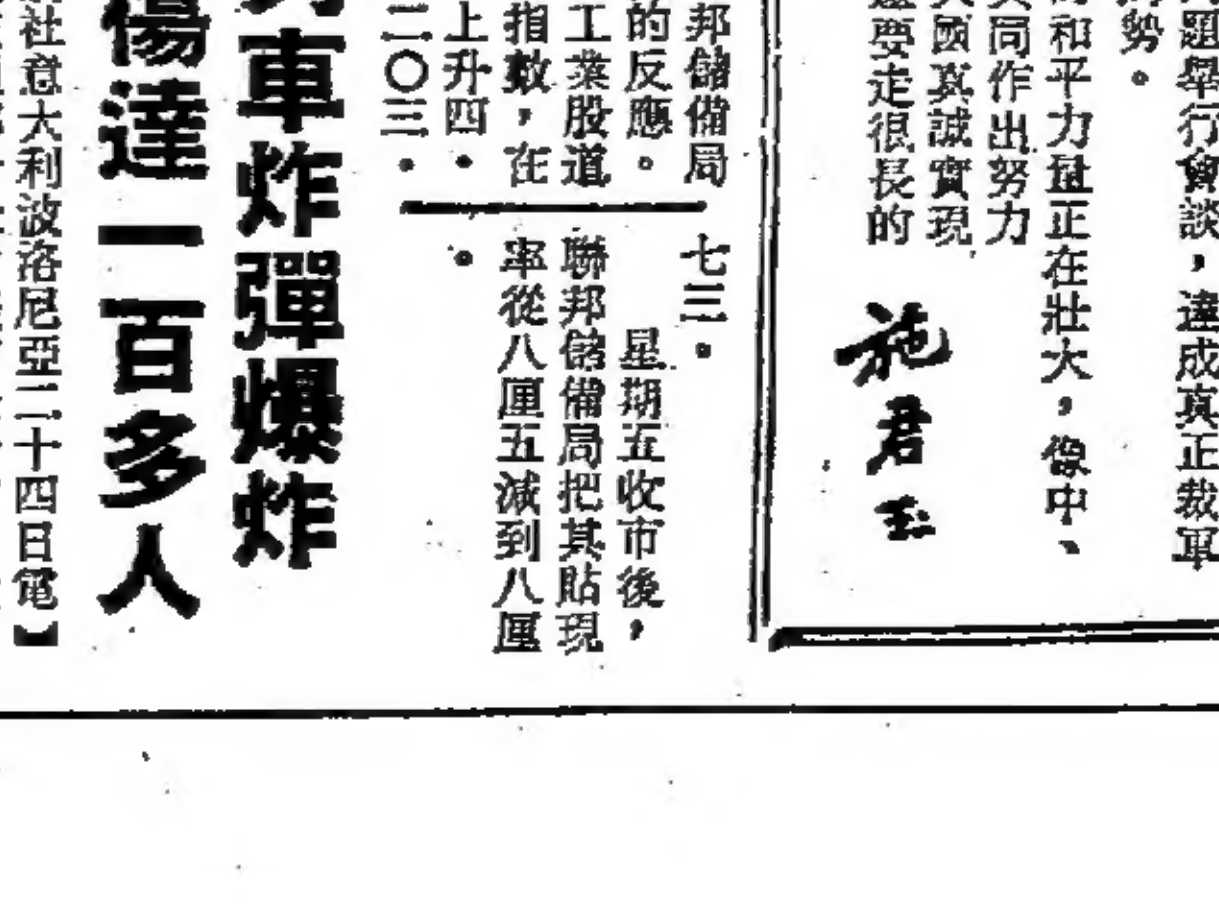 題舉行會談，達成真正裁軍
勢。
和平力量正在壯大，像中、
同作出努力
國真誠實現
要走很長的
施君玉
邦儲備局
的反應。
工業股道
指數，在
上升四．
二〇三．
七三。
星期五收市後，
聯邦儲備局把其貼現
率從八厘五減到八厘
。
車炸彈爆炸
傷達一百多人
社意大利波洛尼亞二十四日電】